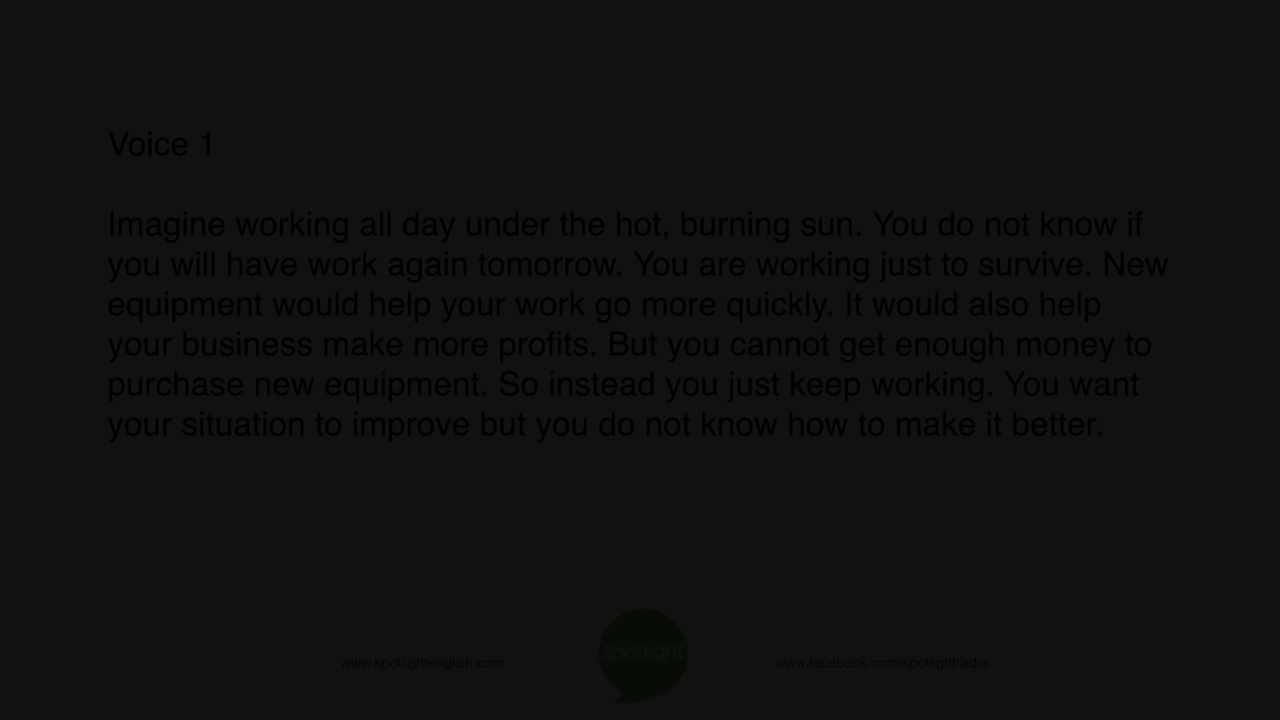 Voice 1
Imagine working all day under the hot, burning sun. You do not know if
you will have work again tomorrow. You are working just to survive. New
equipment would help your work go more quickly. It would also help
your business make more profits. But you cannot get enough money to
purchase new equipment. So instead you just keep working. You want
your situation to improve but you do not know how to make it better.
www.spotlightenglish.com spotlight www.facebook.com/spotlightradio